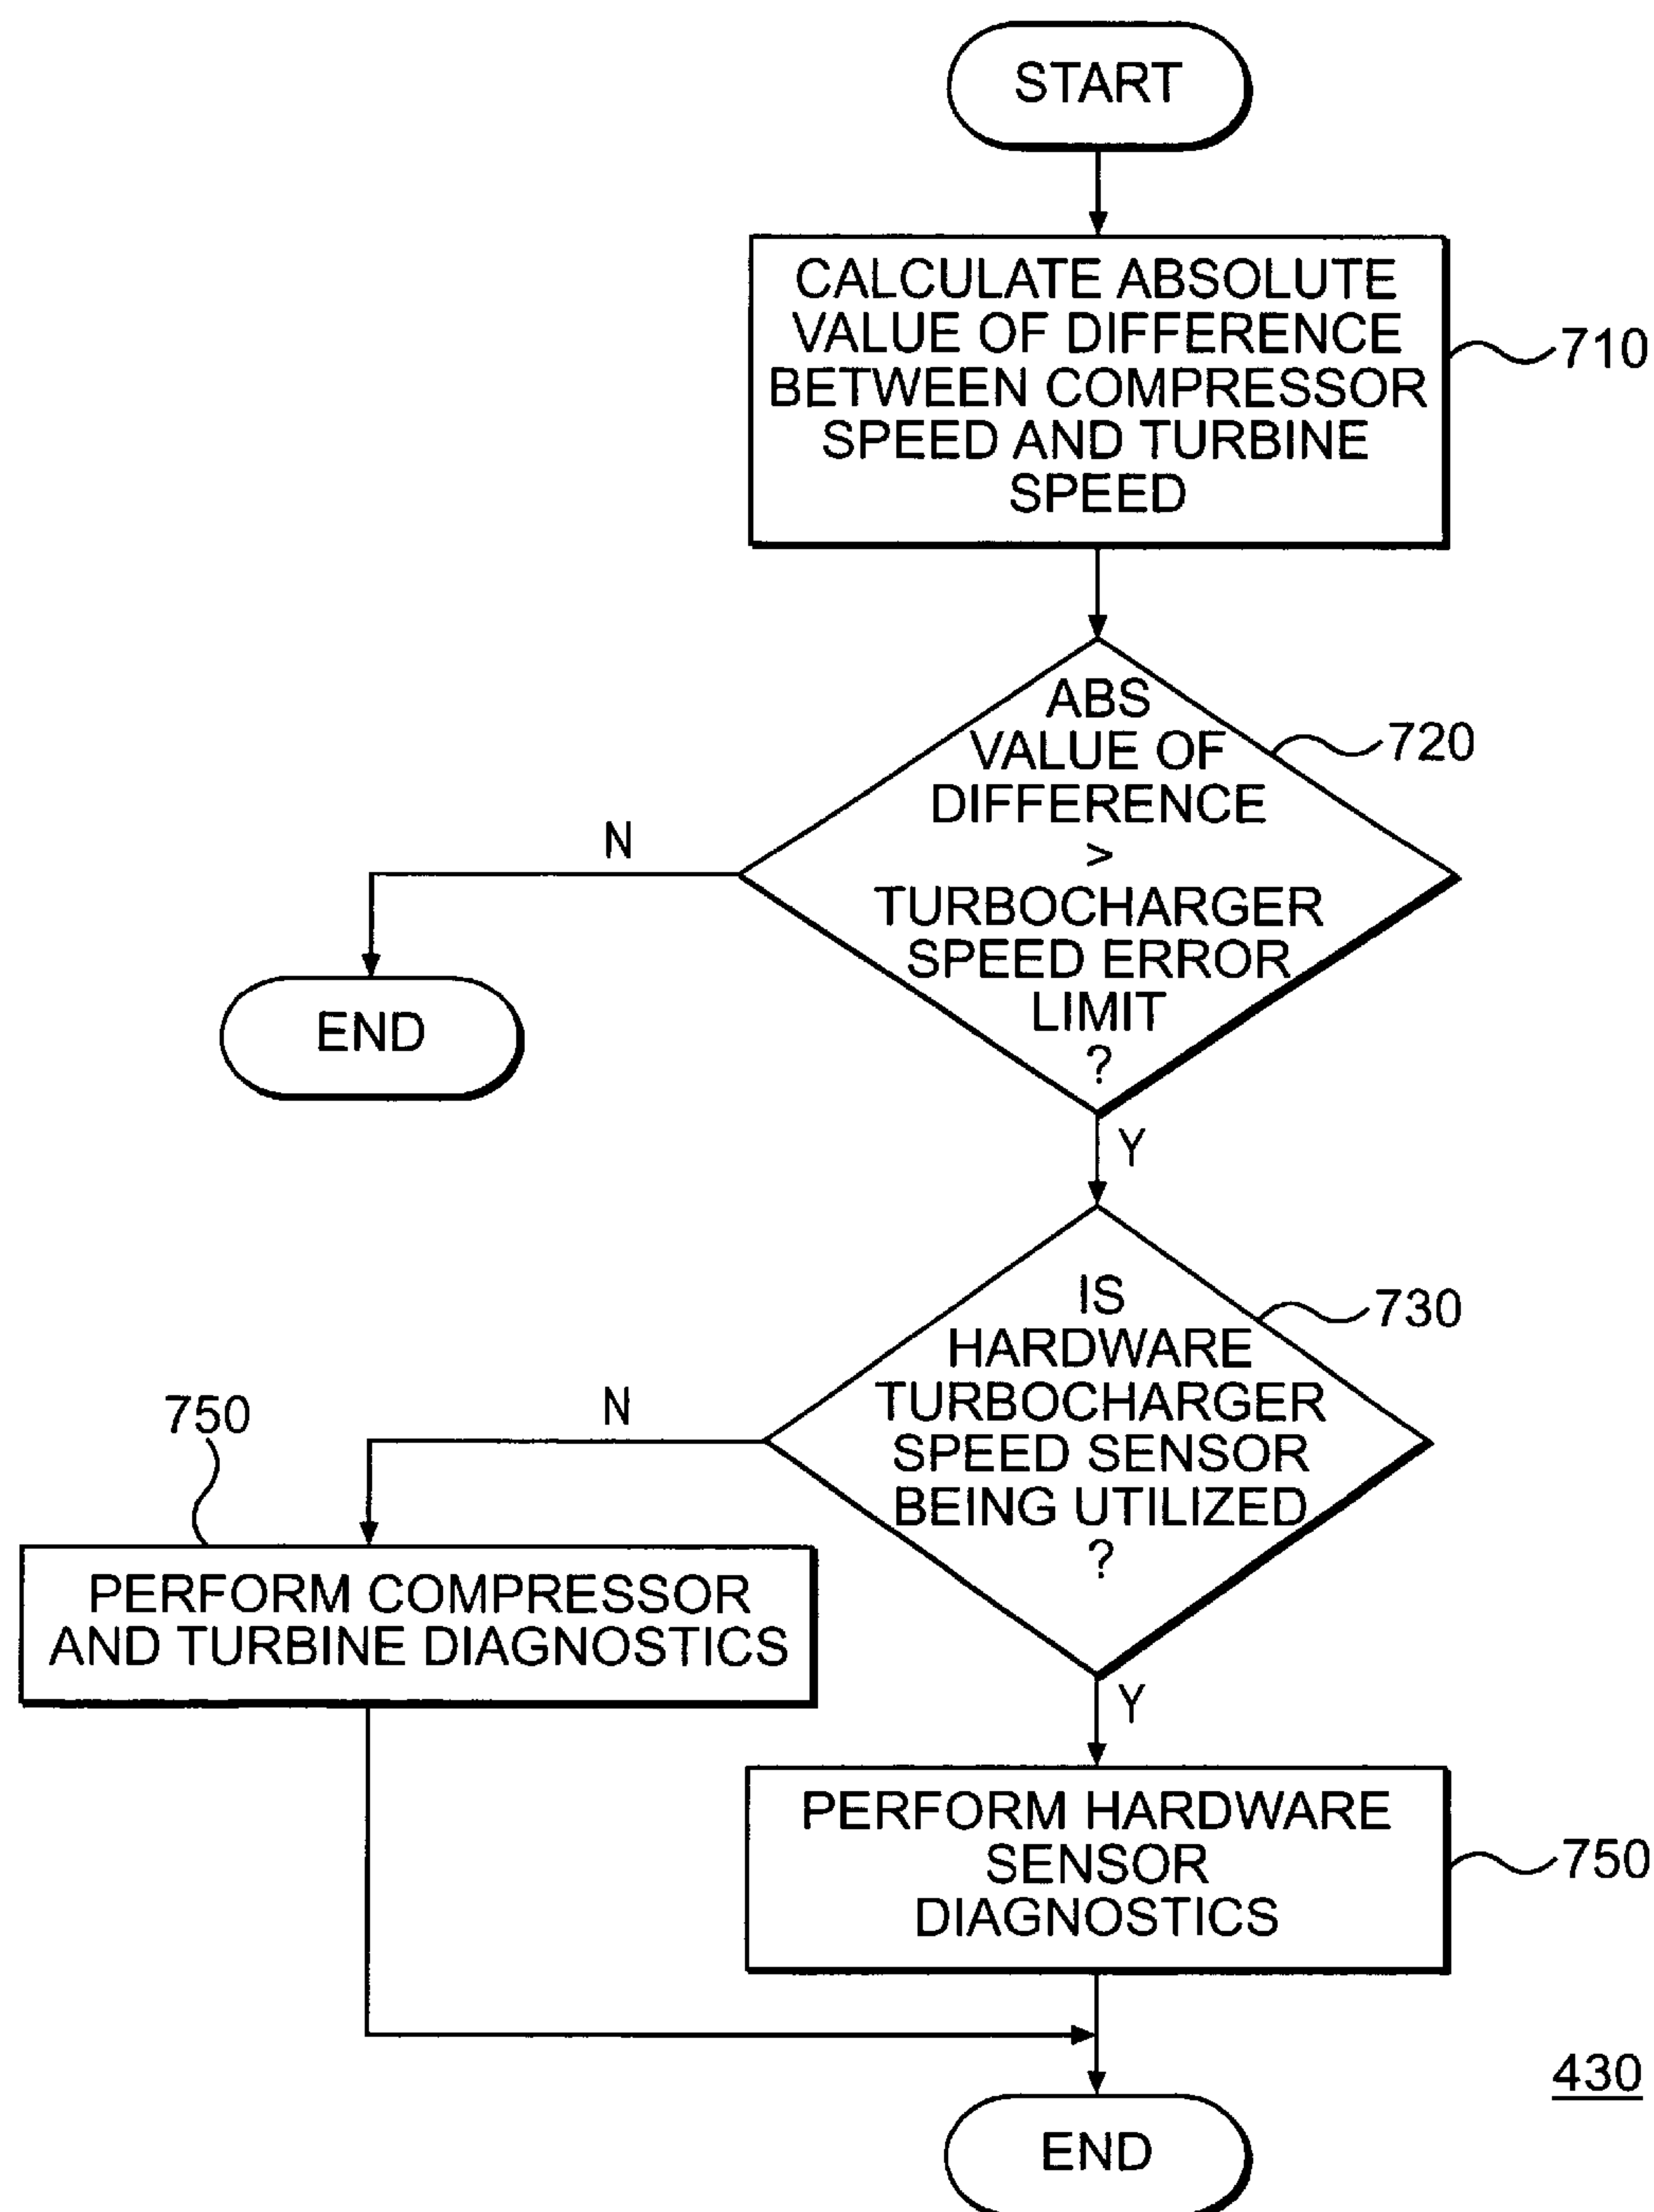 START
CALCULATE ABSOLUTE
VALUE OF DIFFERENCE
BETWEEN COMPRESSOR
SPEED AND TURBINE
SPEED
710
ABS
VALUE OF
DIFFERENCE
>
TURBOCHARGER
SPEED ERROR
LIMIT
?
720
N
END
Y
IS
HARDWARE
TURBOCHARGER
SPEED SENSOR
BEING UTILIZED
?
730
N
750
PERFORM COMPRESSOR
AND TURBINE DIAGNOSTICS
Y
PERFORM HARDWARE
SENSOR
DIAGNOSTICS
750
430
END